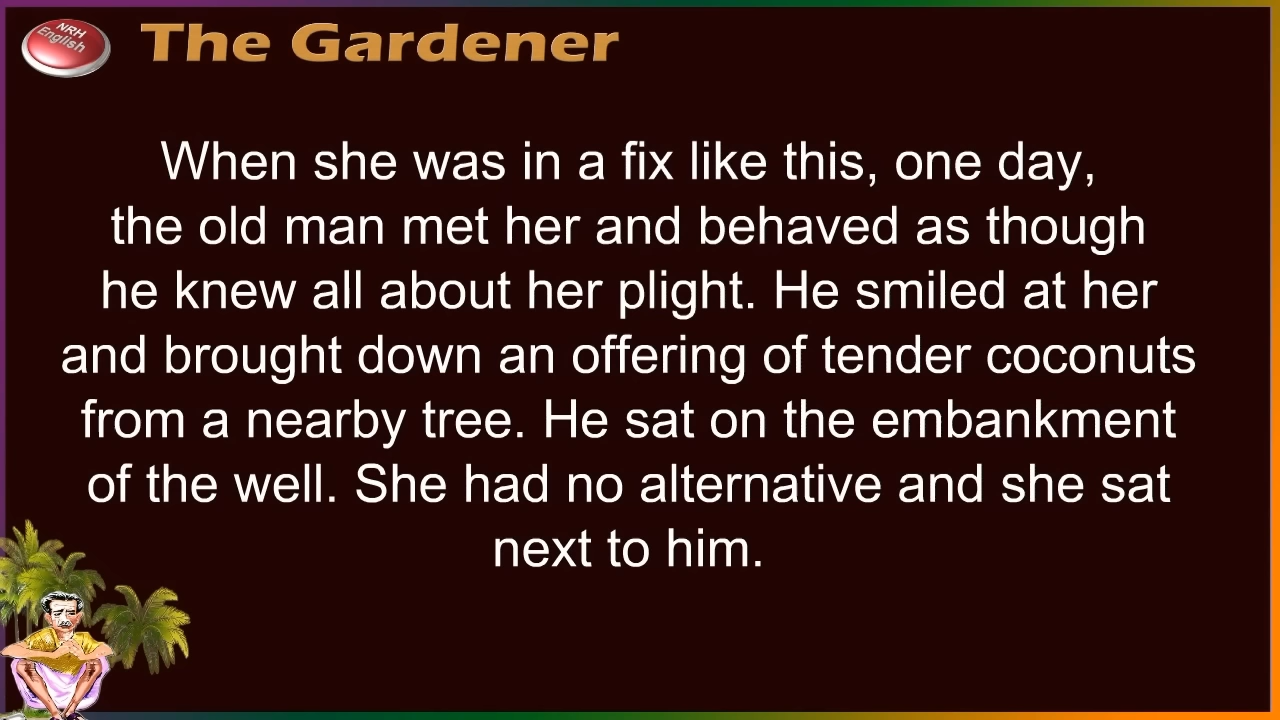 NRH
English
The Gardener
When she was in a fix like this, one day,
the old man met her and behaved as though
he knew all about her plight. He smiled at her
and brought down an offering of tender coconuts
from a nearby tree. He sat on the embankment
of the well. She had no alternative and she sat
next to him.